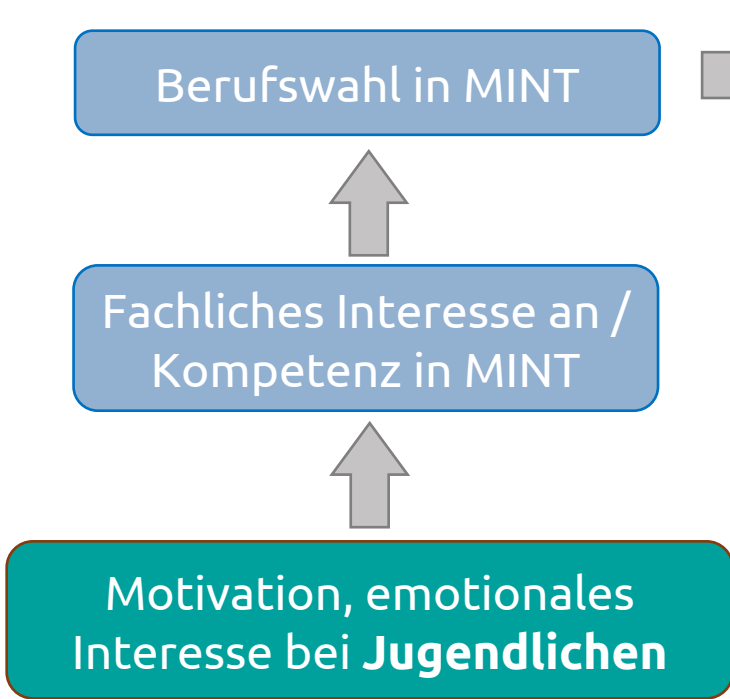 Berufswahl in MINT
Fachliches Interesse an /
Kompetenz in MINT
Motivation, emotionales
Interesse bei Jugendlichen